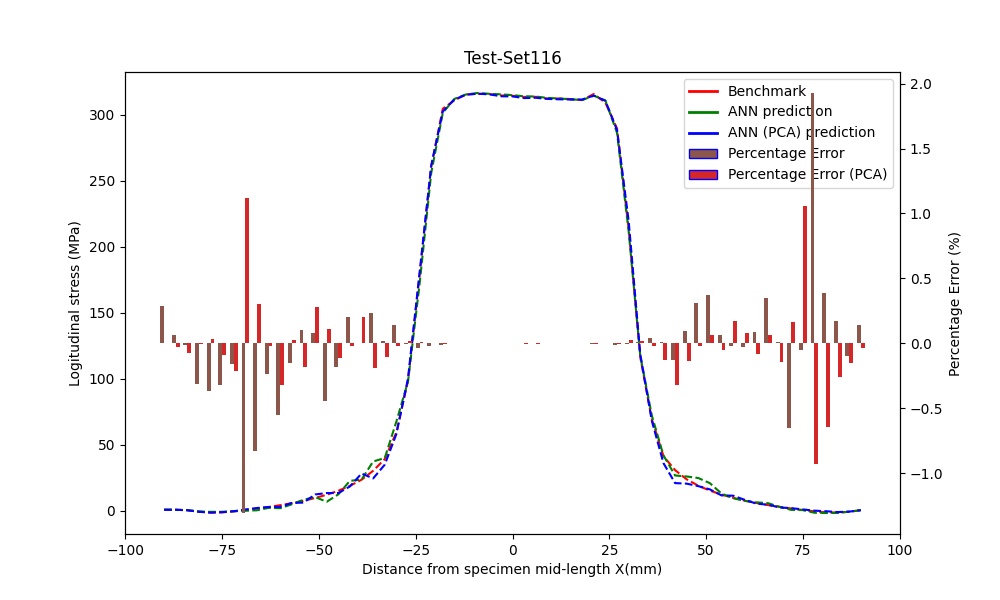 Test-Set116
Benchmark
ANN prediction
ANN (PCA) prediction
Percentage Error
Percentage Error (PCA)
Logitudinal stress (MPa)
300
250
200
150
100
50
0
2.0
1.5
1.0
0.5
0.0
−0.5
−1.0
Percentage Error (%)
−100 −75 −50 −25 0 25 50 75 100
Distance from specimen mid-length X(mm)